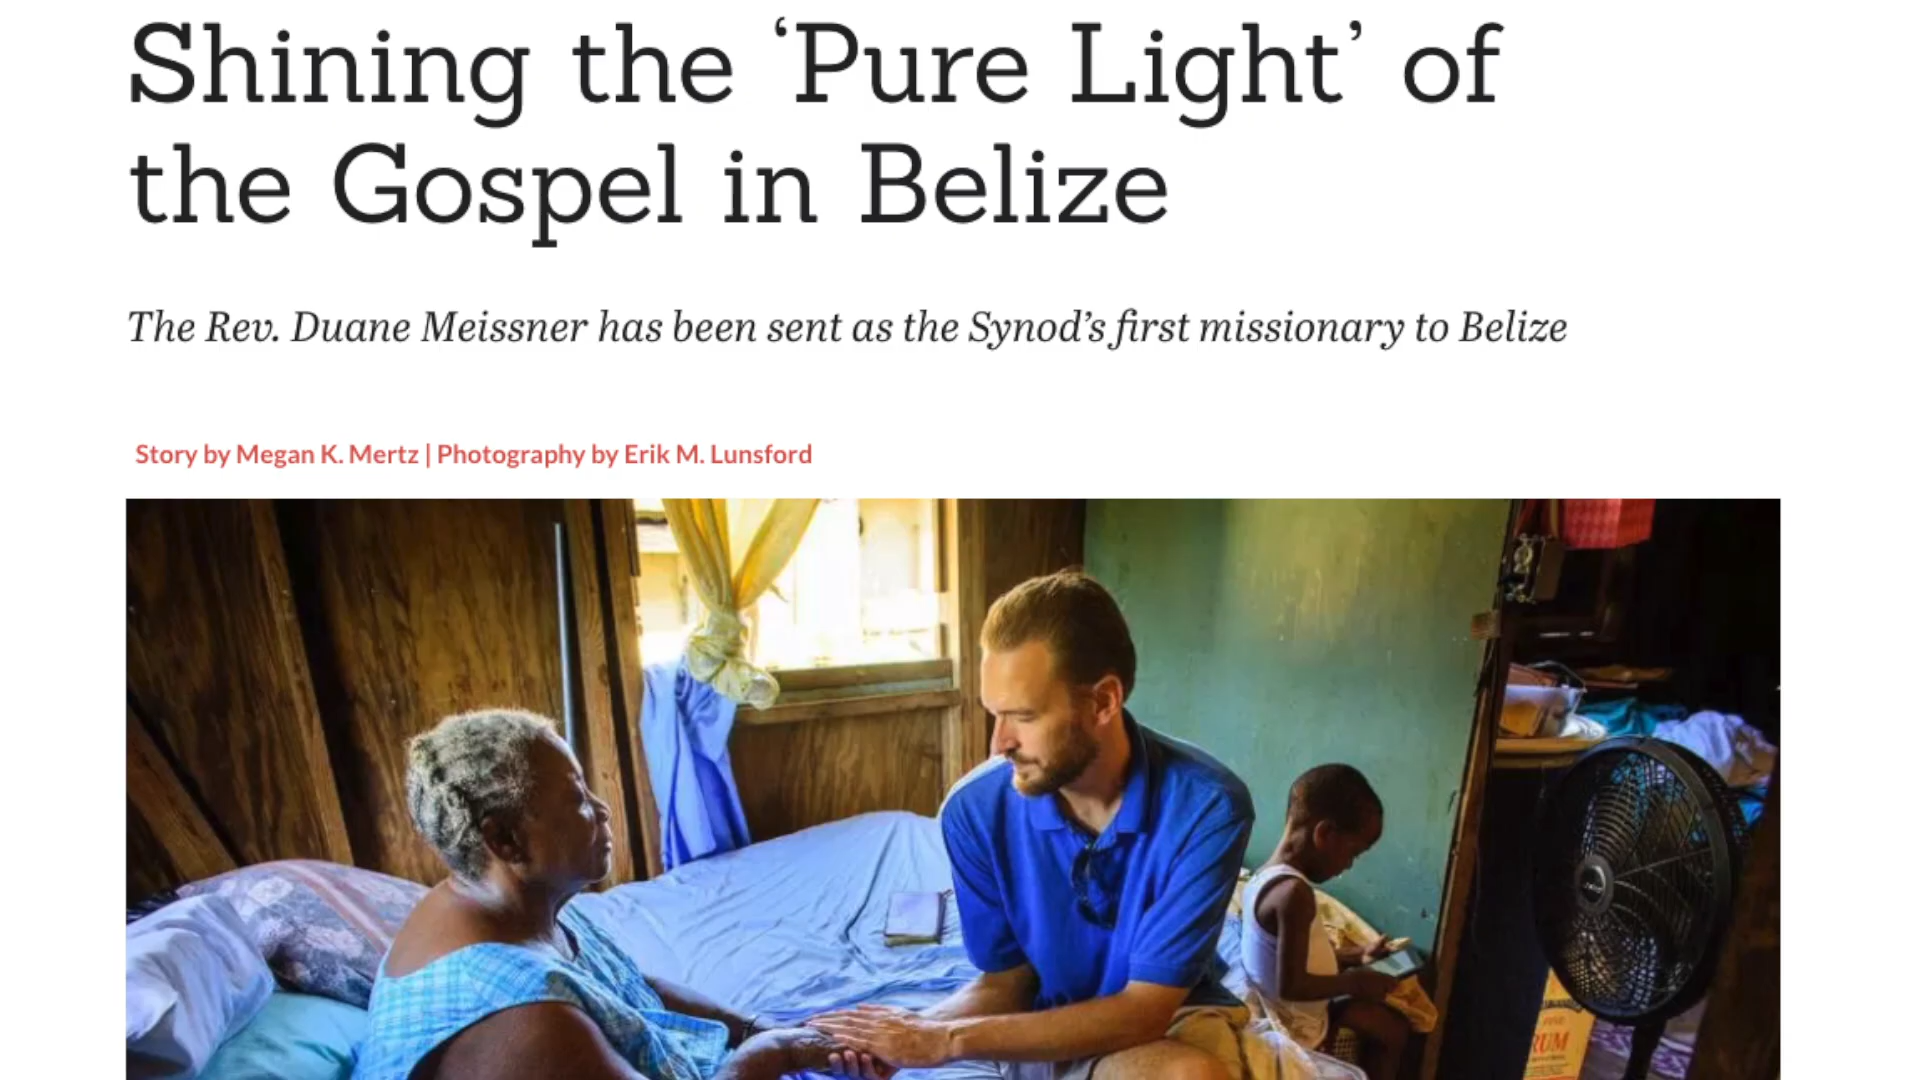 Shining the ‘Pure Light’ of
the Gospel in Belize
The Rev. Duane Meissner has been sent as the Synod’s first missionary to Belize
Story by Megan K. Mertz | Photography by Erik M. Lunsford
RUM